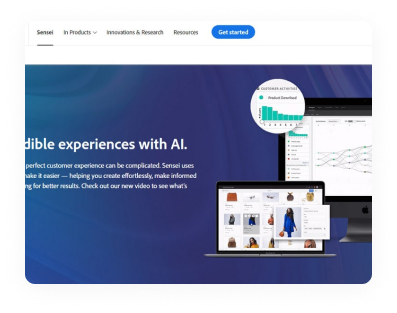 Sensei In Products Innovations & Research Resources Get started
dible experiences with AI.
perfect customer experience can be complicated. Sensei uses
ake it easier — helping you create effortlessly, make informed
ng for better results. Check out our new video to see what's
CUSTOMER ACTIVITIES
Product Download